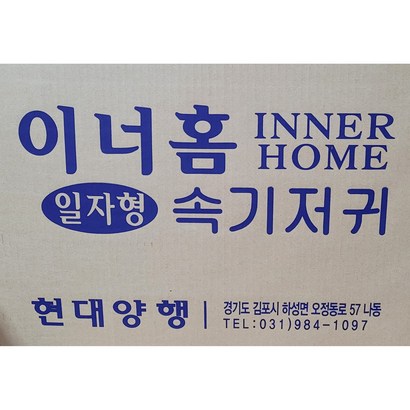 이너홈 INNER HOME
일자형 속기저귀
현대양행 | 경기도 김포시 하성면 오정동로 57 나동
TEL:031)984-1097